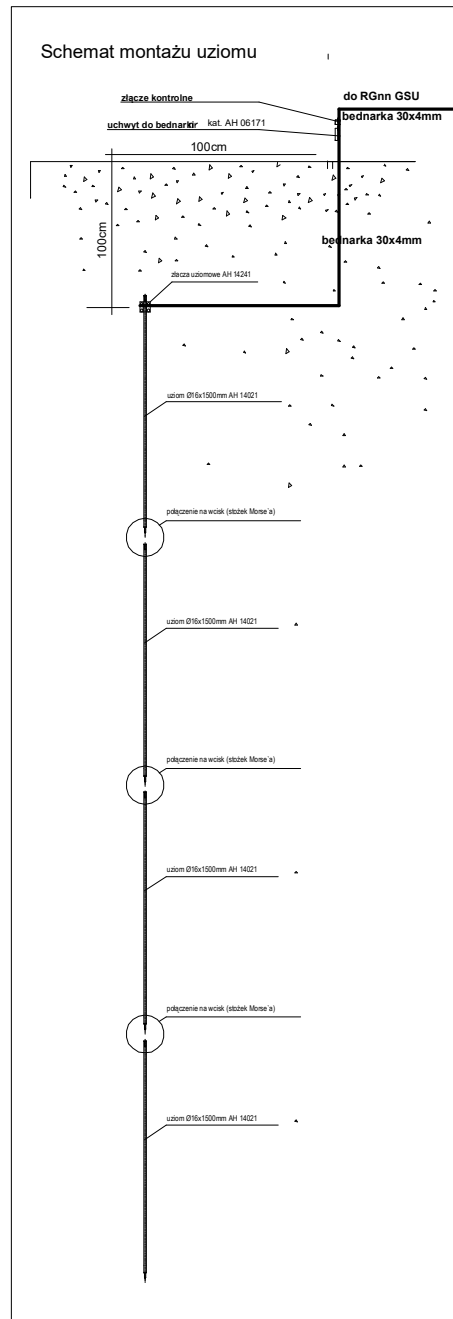 Schemat montażu uziomu
do RGnn GSU
złącze kontrolne
bednarka 30x4mm
uchwyt do bednarki kat. AH 06171
100cm
100cm
bednarka 30x4mm
złącza uziomowe AH 14241
uziom Ø16x1500mm AH 14021
połączenie na wcisk (stożek Morse'a)
uziom Ø16x1500mm AH 14021
połączenie na wcisk (stożek Morse'a)
uziom Ø16x1500mm AH 14021
połączenie na wcisk (stożek Morse'a)
uziom Ø16x1500mm AH 14021